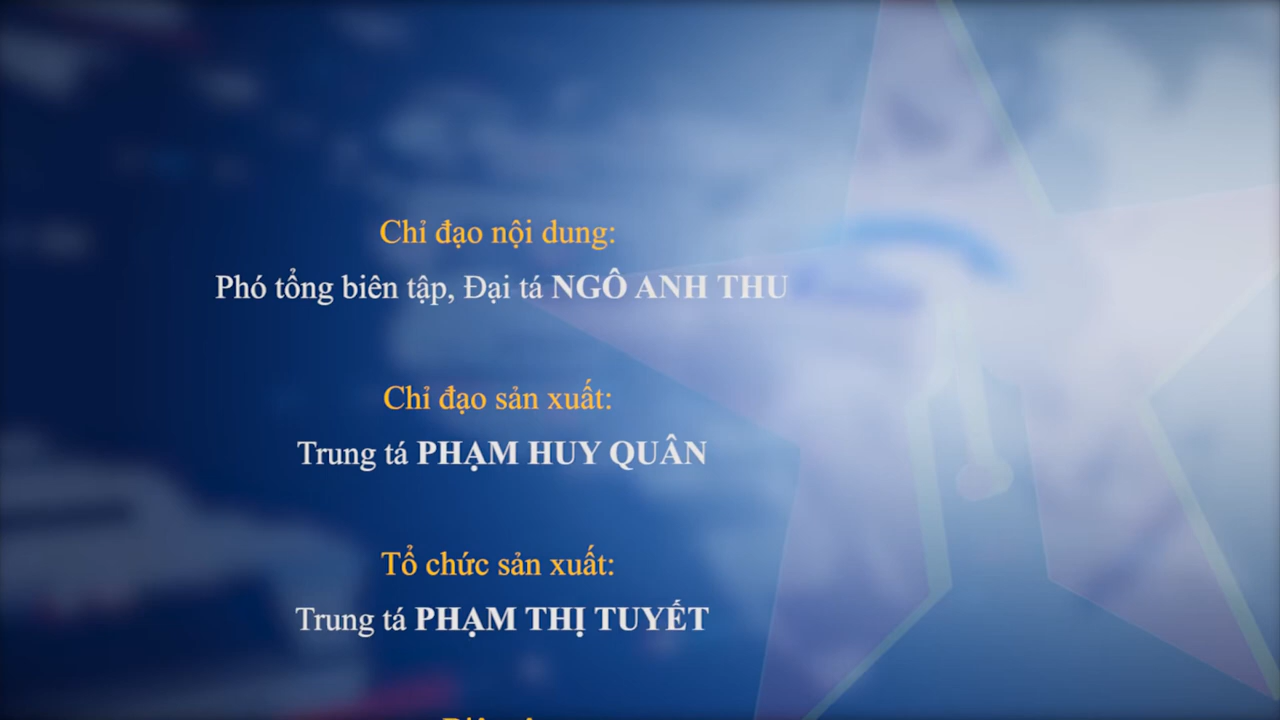 Chỉ đạo nội dung:
Phó tổng biên tập, Đại tá NGÔ ANH THU
Chỉ đạo sản xuất:
Trung tá PHẠM HUY QUÂN
Tổ chức sản xuất:
Trung tá PHẠM THỊ TUYẾT